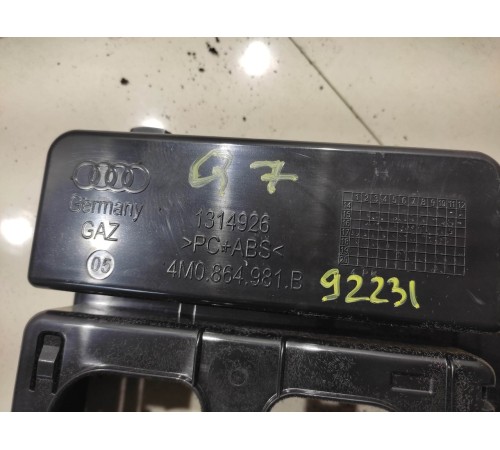 Q7
Germany
GAZ
05
1314926
>PC+ABS<
4M0.864.981.B
92231